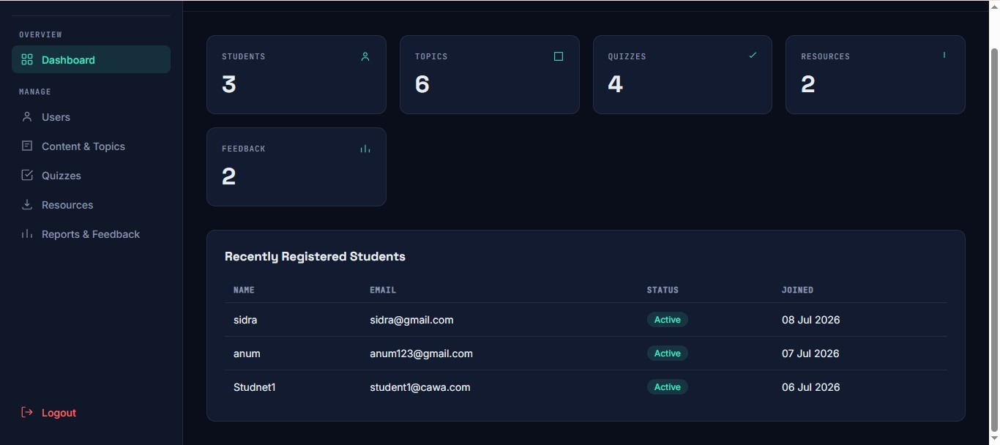 OVERVIEW
Dashboard
MANAGE
Users
Content & Topics
Quizzes
Resources
Reports & Feedback
Logout
STUDENTS
3
TOPICS
6
QUIZZES
4
RESOURCES
2
FEEDBACK
2
Recently Registered Students
NAME EMAIL STATUS JOINED
sidra sidra@gmail.com Active 08 Jul 2026
anum anum123@gmail.com Active 07 Jul 2026
Studnet1 student1@cawa.com Active 06 Jul 2026